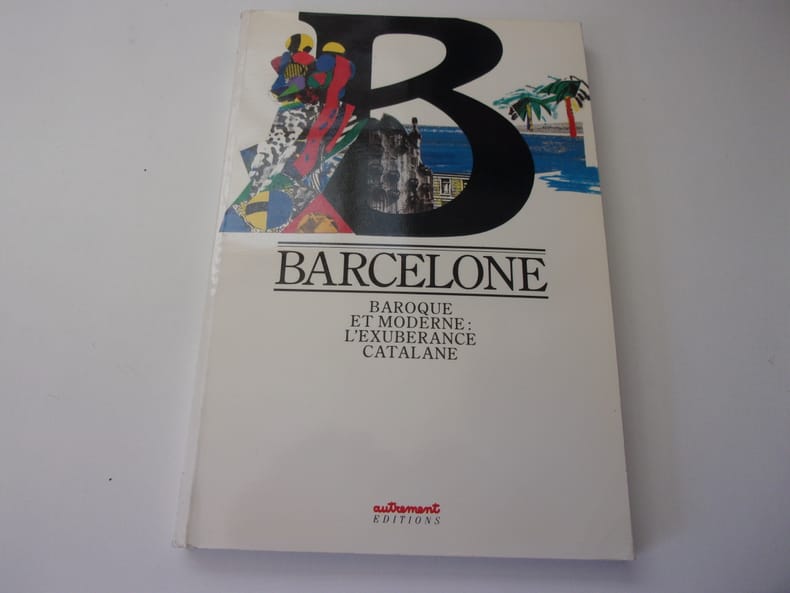 B
BARCELONE
BAROQUE
ET MODERNE :
L'EXUBERANCE
CATALANE
autrement
EDITIONS